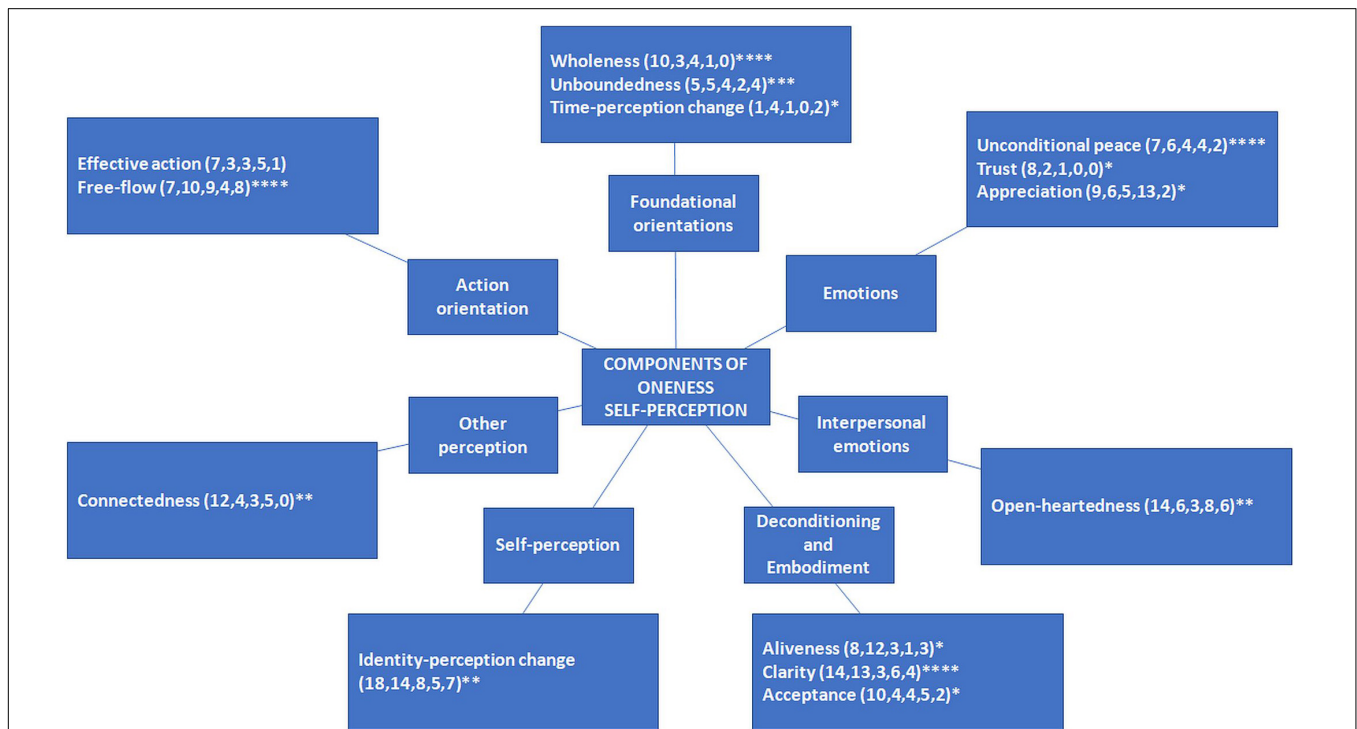 Wholeness (10,3,4,1,0)****
Unboundedness (5,5,4,2,4)***
Time-perception change (1,4,1,0,2)*
Effective action (7,3,3,5,1)
Free-flow (7,10,9,4,8)****
Unconditional peace (7,6,4,4,2)****
Trust (8,2,1,0,0)*
Appreciation (9,6,5,13,2)*
Foundational
orientations
Action
orientation
Emotions
COMPONENTS OF
ONENESS
SELF-PERCEPTION
Other
perception
Interpersonal
emotions
Connectedness (12,4,3,5,0)**
Open-heartedness (14,6,3,8,6)**
Self-perception
Deconditioning
and
Embodiment
Identity-perception change
(18,14,8,5,7)**
Aliveness (8,12,3,1,3)*
Clarity (14,13,3,6,4)****
Acceptance (10,4,4,5,2)*